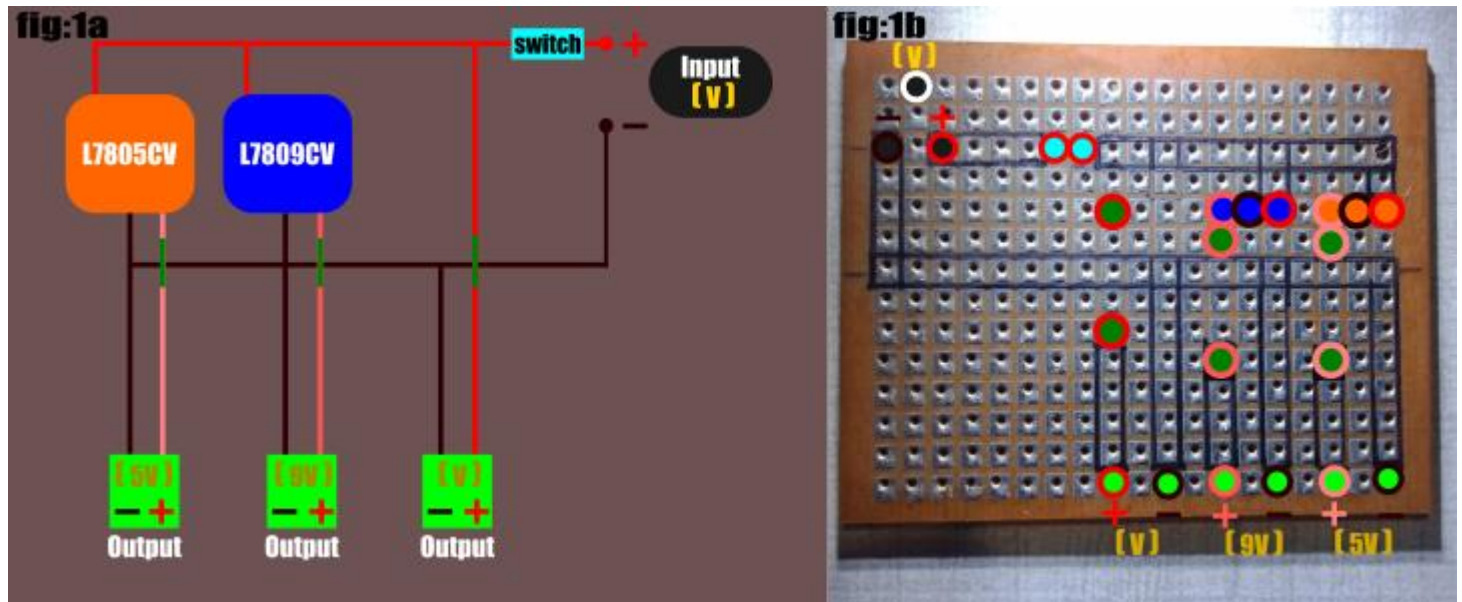 fig:1a
switch
+
Input
(V)
−
L7805CV
L7809CV
(5V)
− +
Output
(9V)
− +
Output
(V)
− +
Output
fig:1b
(V)
− +
+ − + − + −
(V) (9V) (5V)